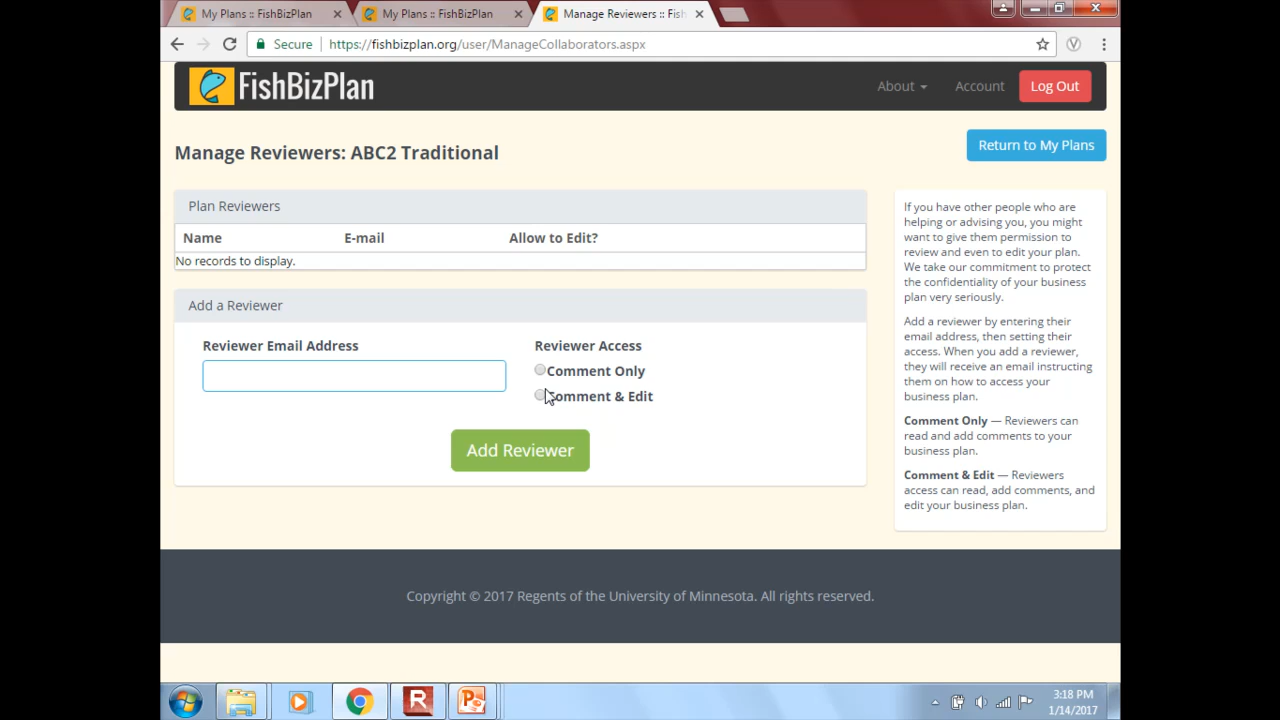 My Plans :: FishBizPlan
My Plans :: FishBizPlan
Manage Reviewers :: Fish
Secure
https://fishbizplan.org/user/ManageCollaborators.aspx
FishBizPlan
About
Account
Log Out
Manage Reviewers: ABC2 Traditional
Return to My Plans
Plan Reviewers
Name E-mail Allow to Edit?
No records to display.
Add a Reviewer
Reviewer Email Address
Reviewer Access
Comment Only
Comment & Edit
Add Reviewer
If you have other people who are
helping or advising you, you might
want to give them permission to
review and even to edit your plan.
We take our commitment to protect
the confidentiality of your business
plan very seriously.
Add a reviewer by entering their
email address, then setting their
access. When you add a reviewer,
they will receive an email instructing
them on how to access your
business plan.
Comment Only — Reviewers can
read and add comments to your
business plan.
Comment & Edit — Reviewers
access can read, add comments, and
edit your business plan.
Copyright © 2017 Regents of the University of Minnesota. All rights reserved.
3:18 PM
1/14/2017